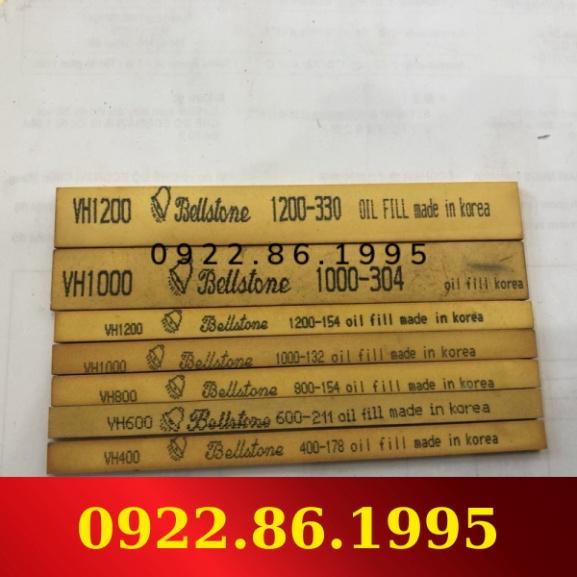 VH1200 Bellstone 1200-330 OIL FILL made in korea
0922.86.1995
VH1000 Bellstone 1000-304 oil fill korea
VH1200 Bellstone 1200-154 oil fill made in korea
VH1000 Bellstone 1000-132 oil fill made in korea
VH800 Bellstone 800-154 oil fill made in korea
VH600 Bellstone 600-211 oil fill made in korea
VH400 Bellstone 400-178 oil fill made in korea
0922.86.1995